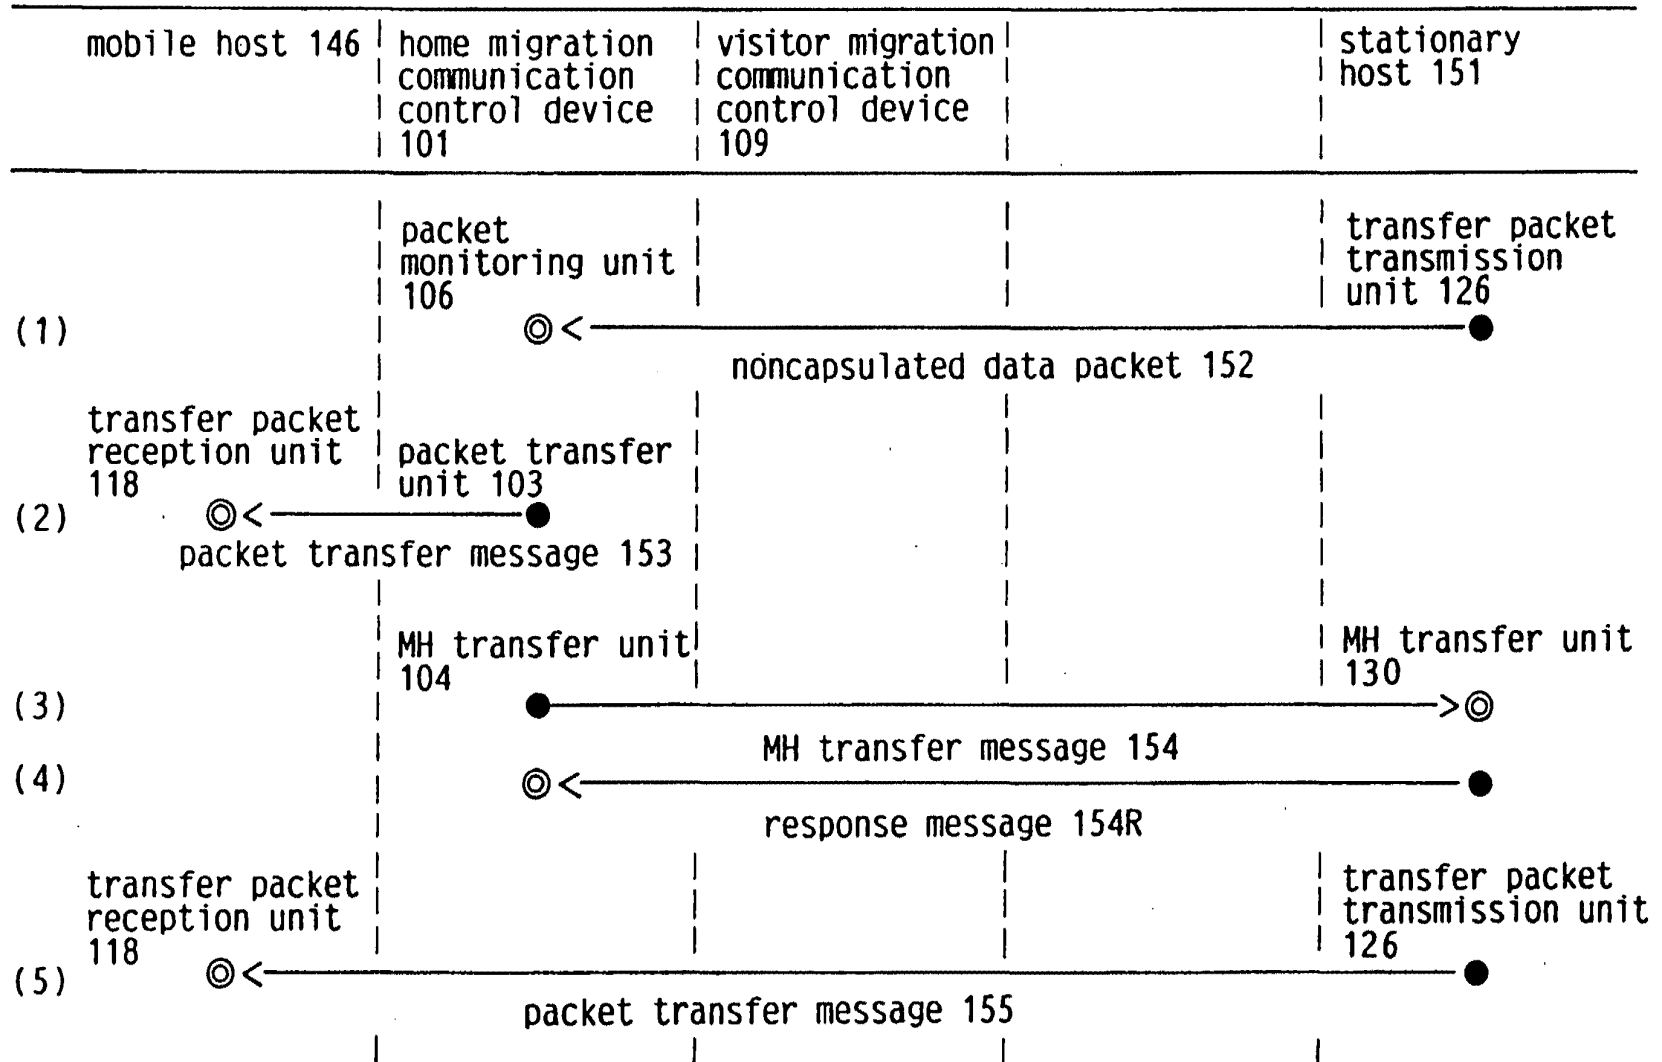 mobile host 146
home migration
communication
control device
101
visitor migration
communication
control device
109
stationary
host 151
packet
monitoring unit
106
transfer packet
transmission
unit 126
(1)
noncapsulated data packet 152
transfer packet
reception unit
118
packet transfer
unit 103
(2)
packet transfer message 153
MH transfer unit
104
MH transfer unit
130
(3)
MH transfer message 154
(4)
response message 154R
transfer packet
reception unit
118
transfer packet
transmission unit
126
(5)
packet transfer message 155